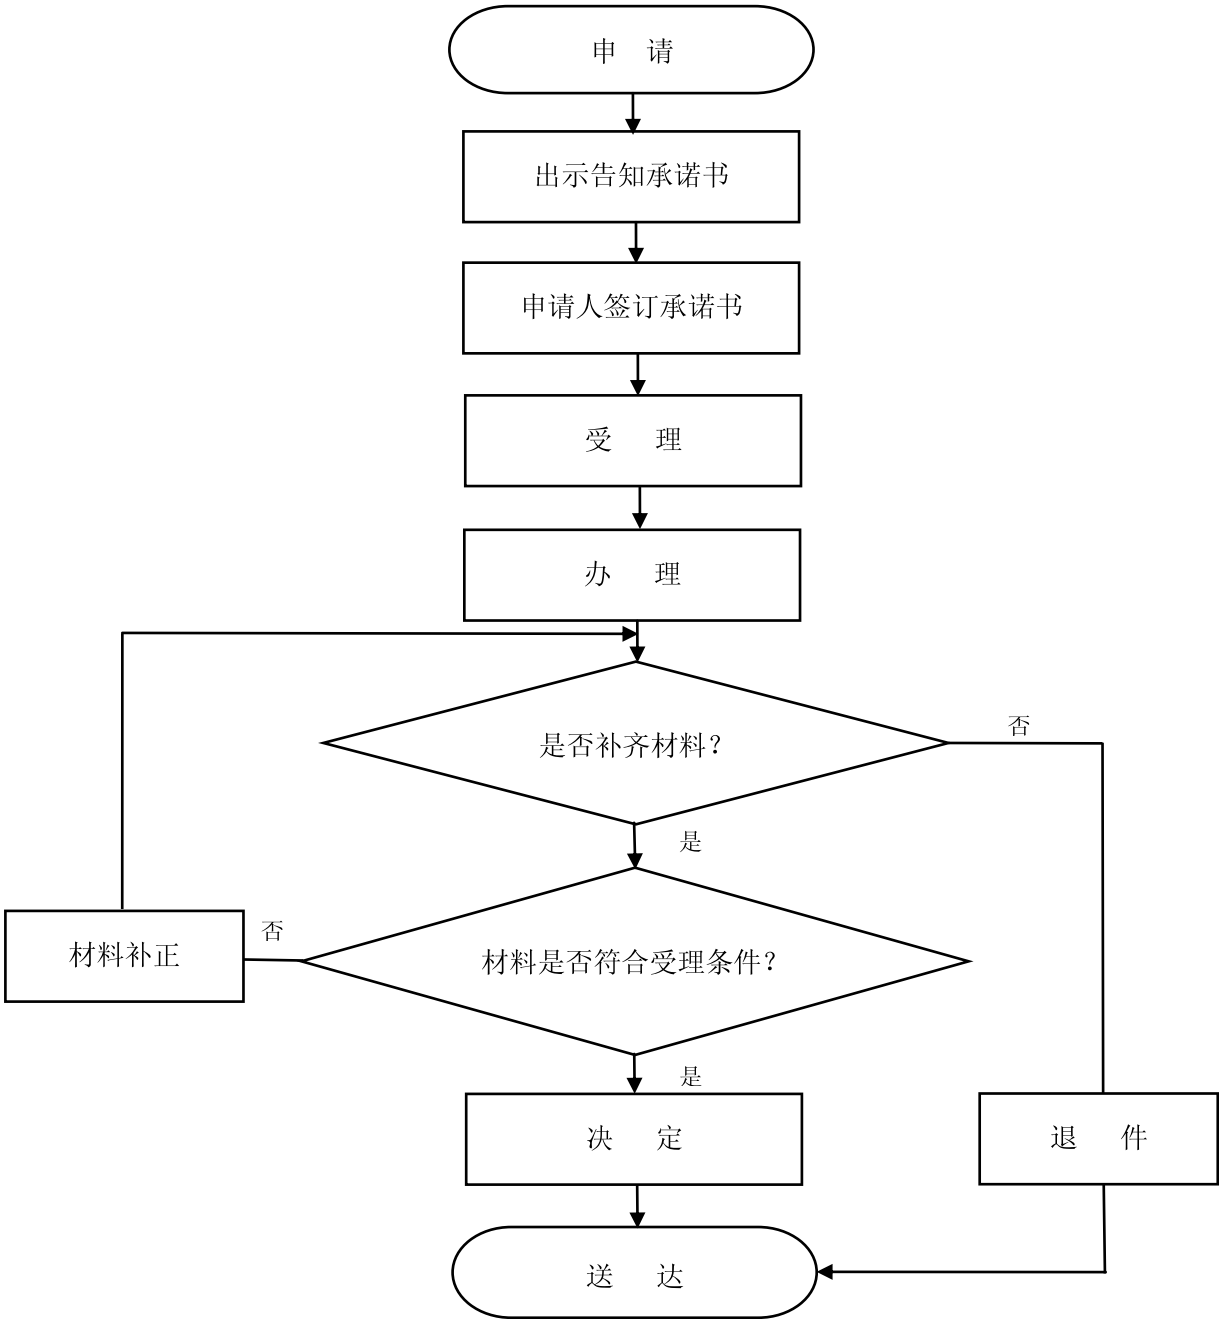 申 请
出示告知承诺书
申请人签订承诺书
受 理
办 理
是否补齐材料？
否
是
材料补正
否
材料是否符合受理条件？
是
决 定
退 件
送 达